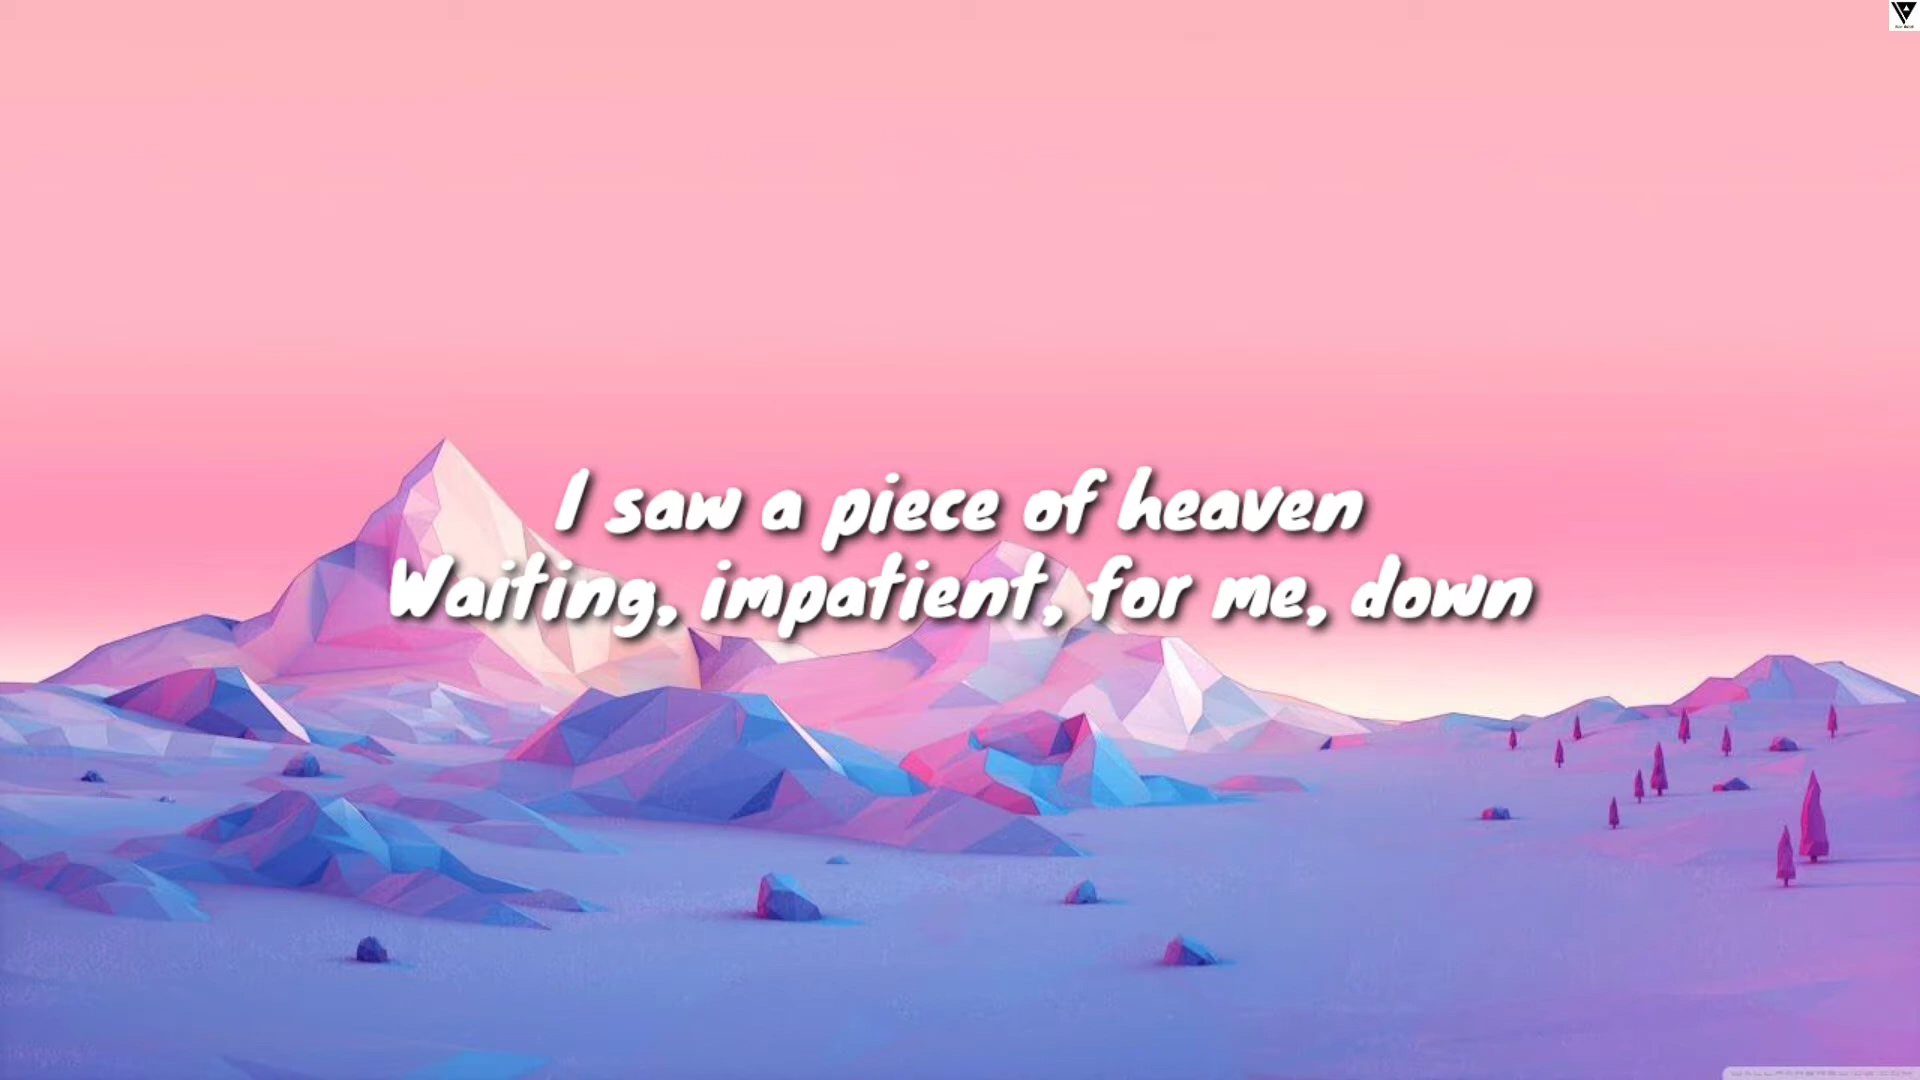 I saw a piece of heaven
Waiting, impatient, for me, down